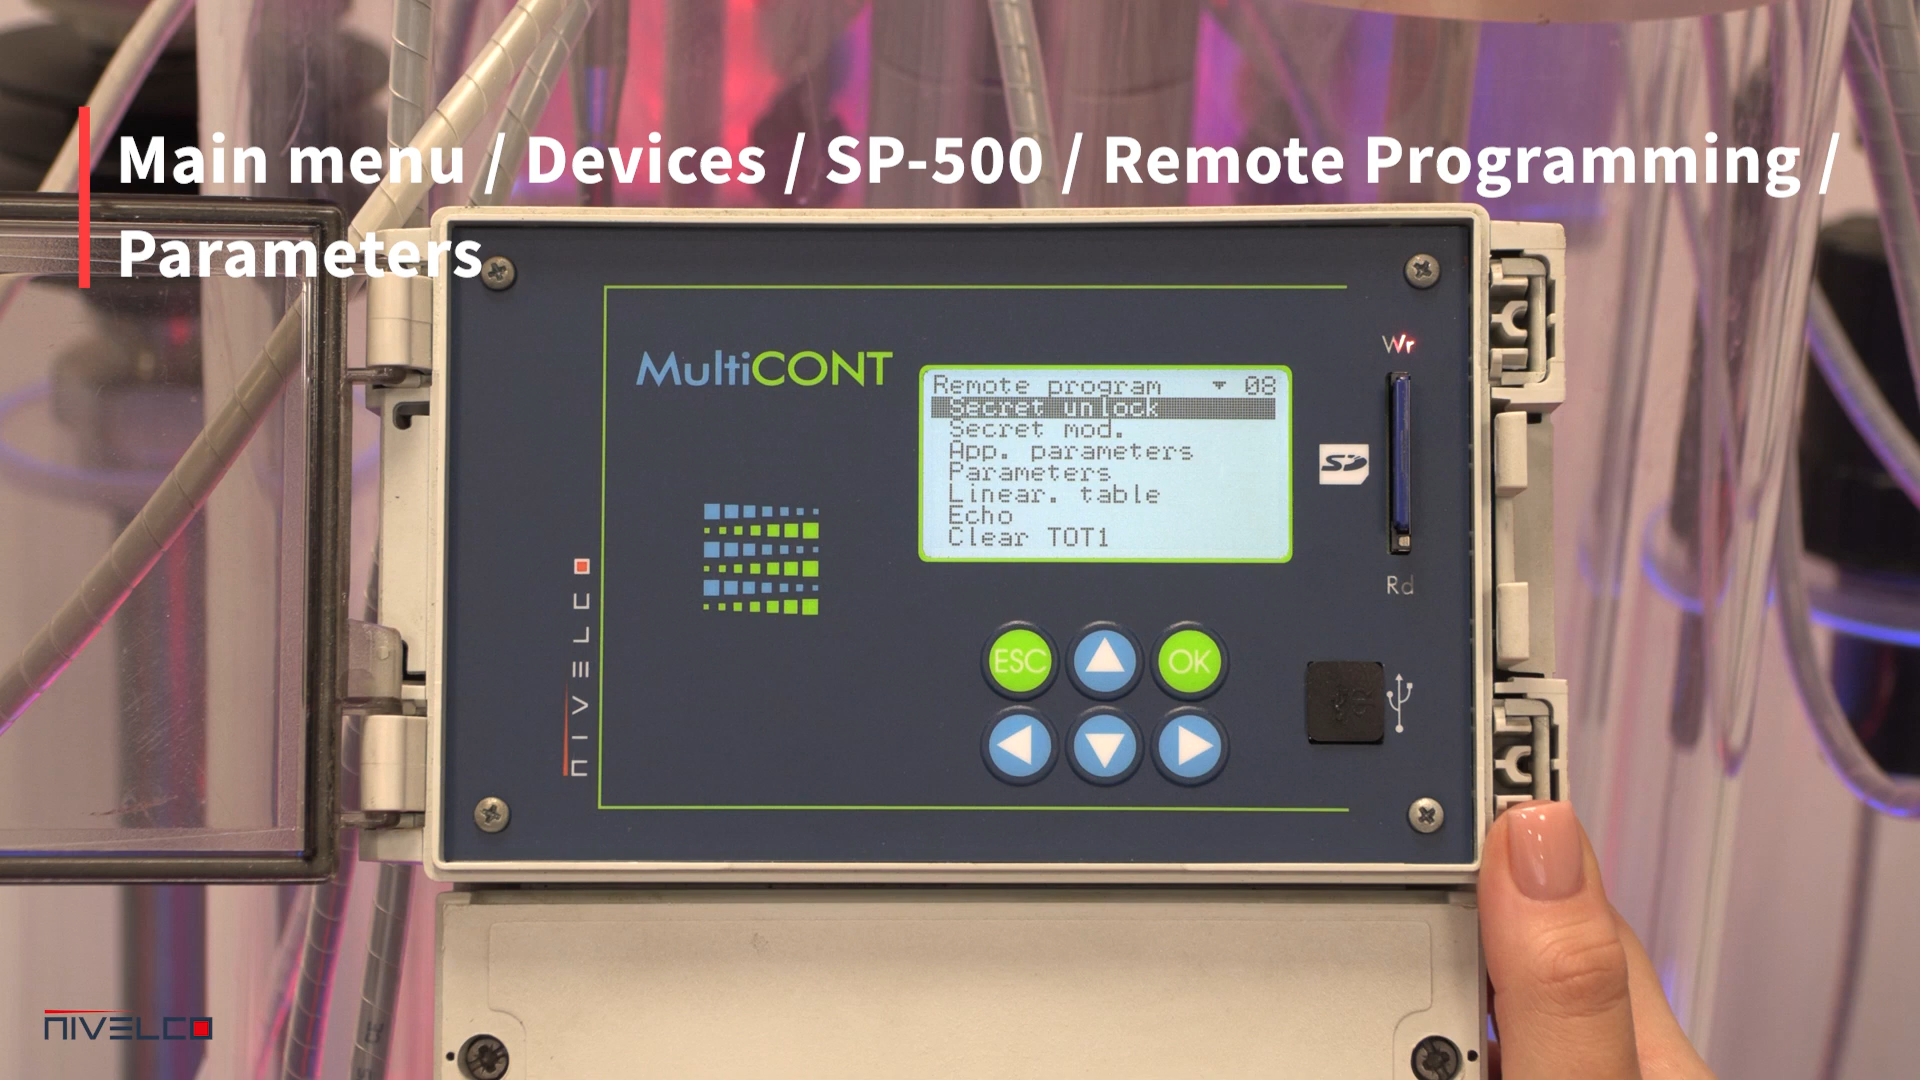 Main menu / Devices / SP-500 / Remote Programming /
Parameters
MultiCONT
Remote program 08
Secret unlock
Secret mod.
App. parameters
Parameters
Linear. table
Echo
Clear TOT1
Wr
SD
Rd
NIVELCO
ESC
OK
NIVELCO